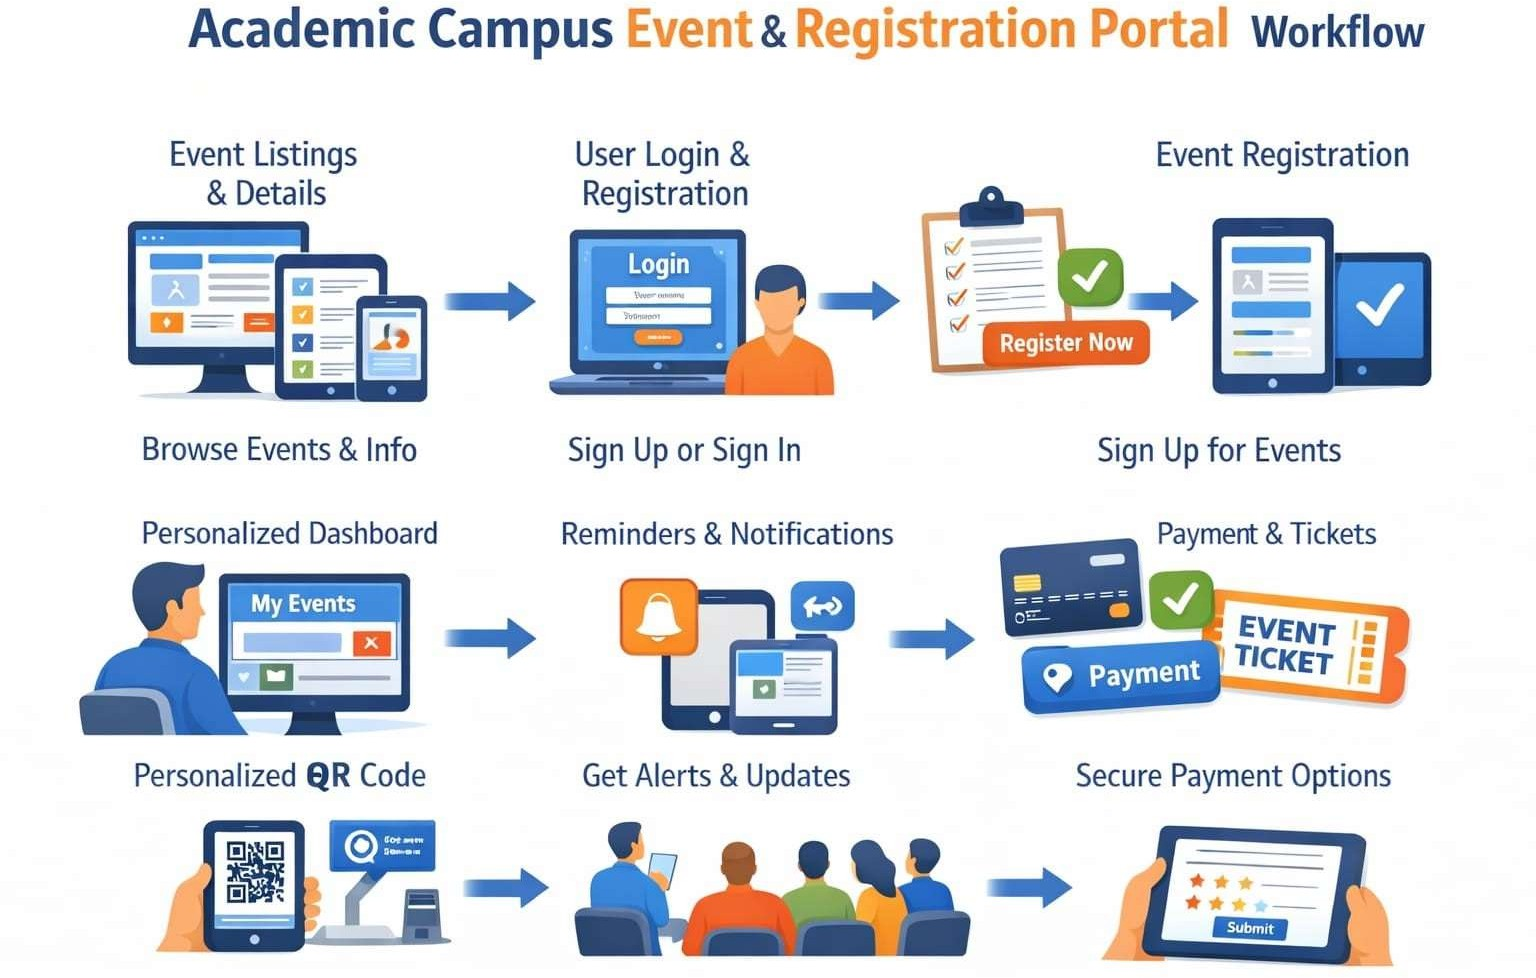 Academic Campus Event & Registration Portal Workflow
Event Listings
& Details
User Login &
Registration
Event Registration
Login
Register Now
Browse Events & Info
Sign Up or Sign In
Sign Up for Events
Personalized Dashboard
Reminders & Notifications
Payment & Tickets
My Events
EVENT
TICKET
Payment
Personalized QR Code
Get Alerts & Updates
Secure Payment Options
Submit